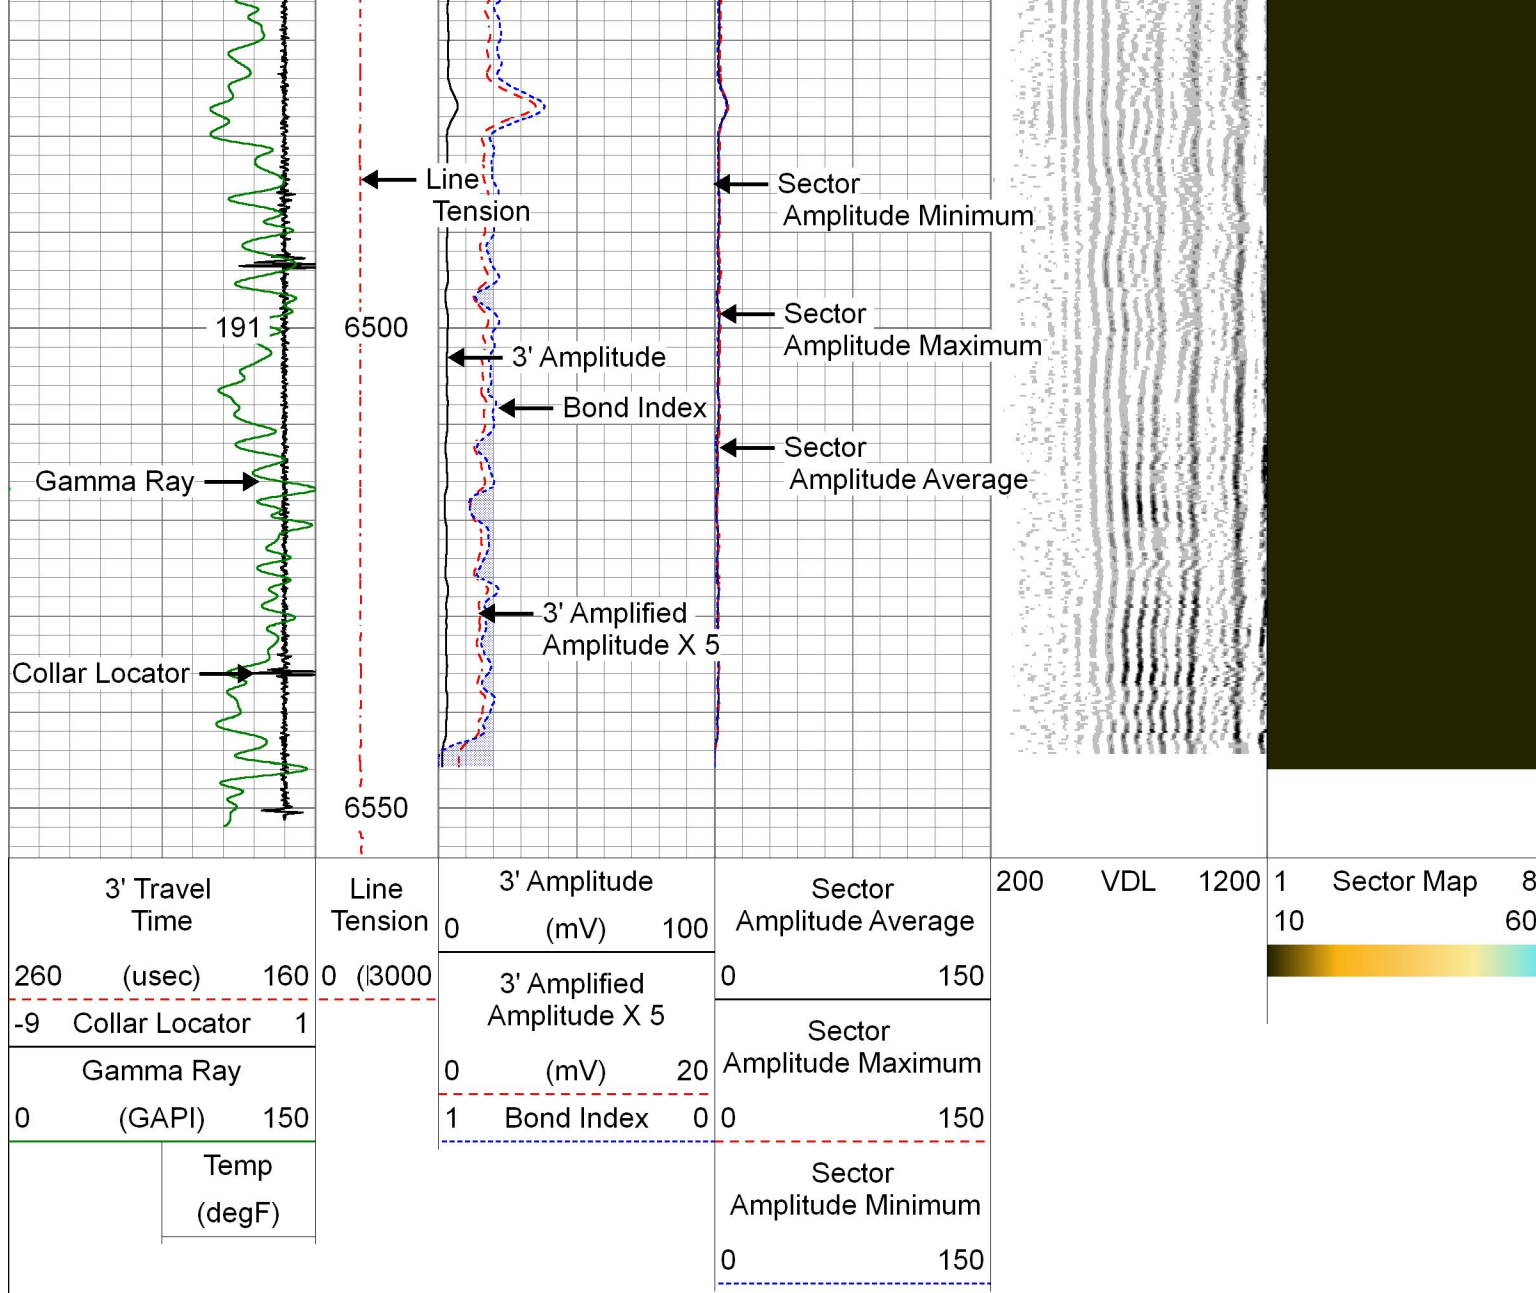 Line
Tension
Sector
Amplitude Minimum
191
6500
Sector
Amplitude Maximum
3' Amplitude
Bond Index
Sector
Amplitude Average
Gamma Ray
3' Amplified
Amplitude X 5
Collar Locator
6550
3' Travel
Time
260 (usec) 160
-9 Collar Locator 1
Gamma Ray
0 (GAPI) 150
Temp
(degF)
Line
Tension
0 (l3000
3' Amplitude
0 (mV) 100
3' Amplified
Amplitude X 5
0 (mV) 20
1 Bond Index 0
Sector
Amplitude Average
0 150
Sector
Amplitude Maximum
0 150
Sector
Amplitude Minimum
0 150
200 VDL 1200
1 Sector Map 8
10 60